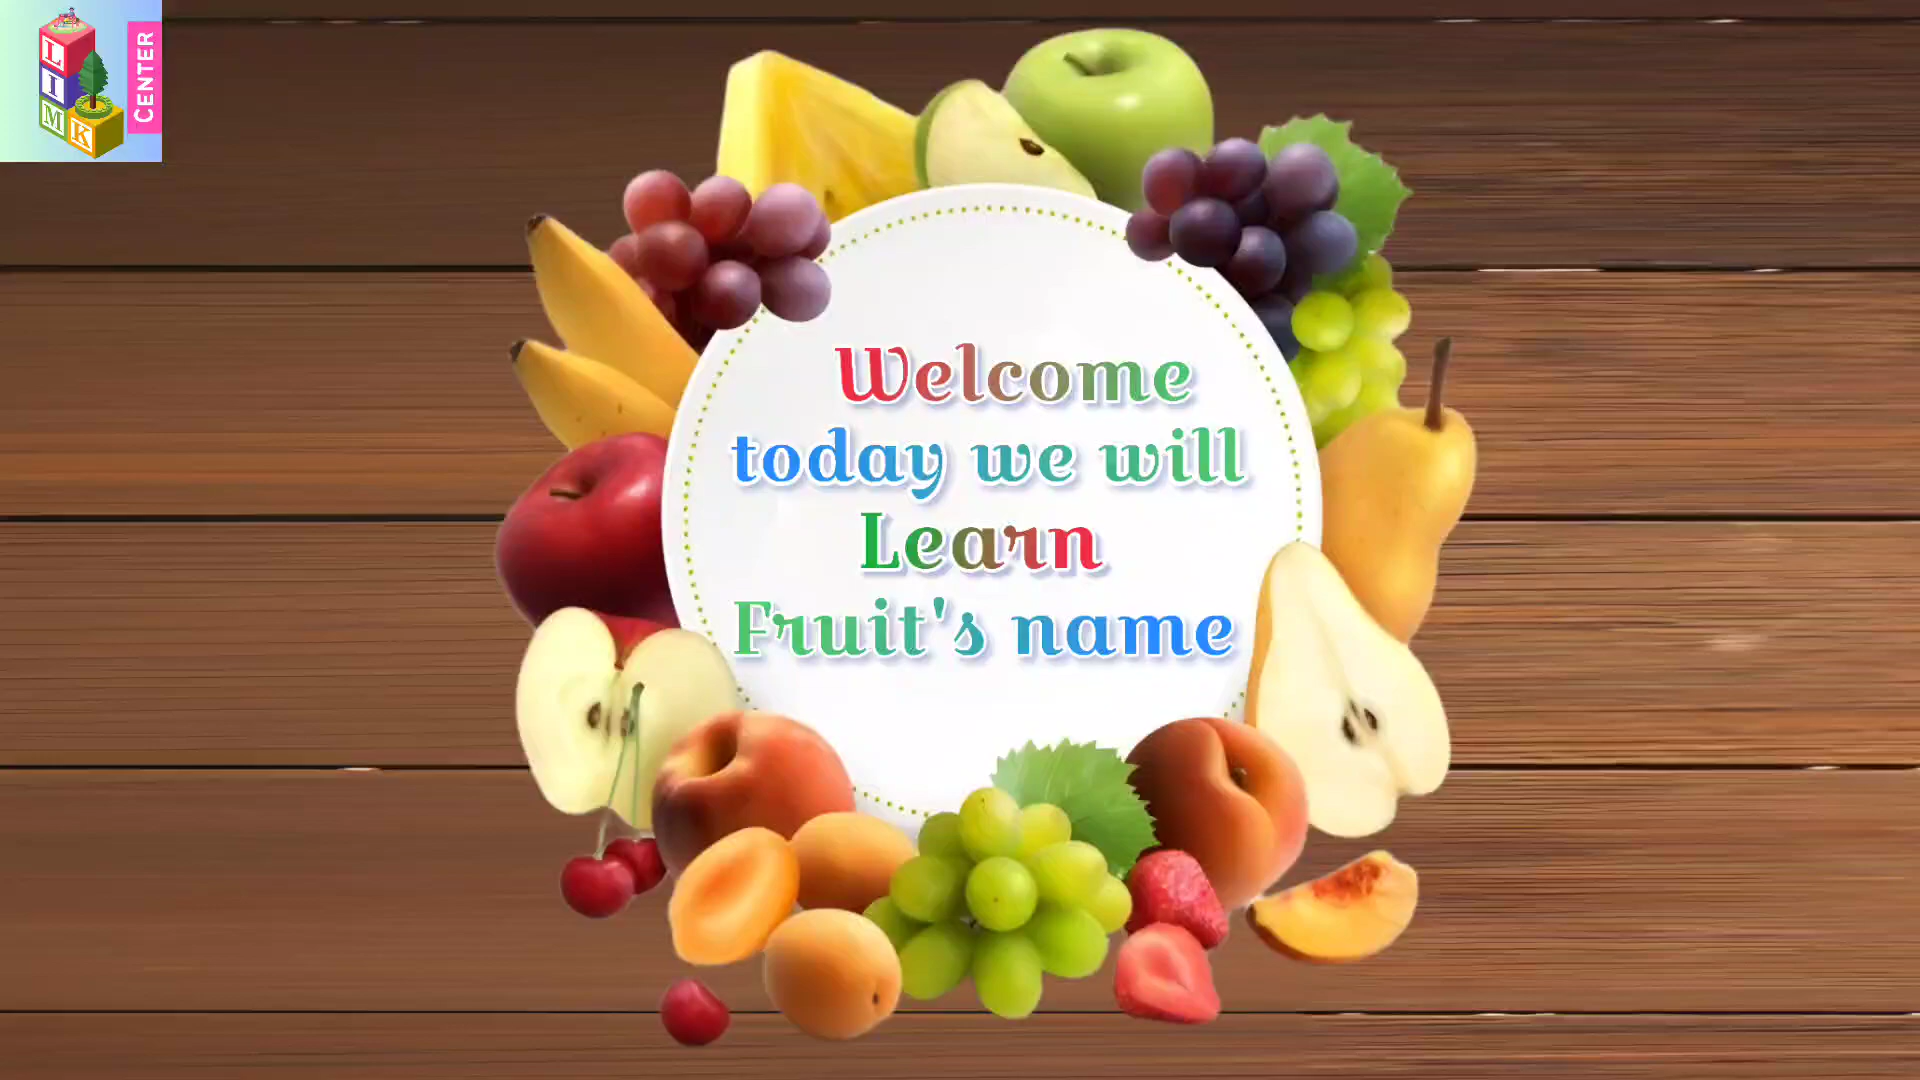 L
I
M
K
CENTER
Welcome
today we will
Learn
Fruit's name